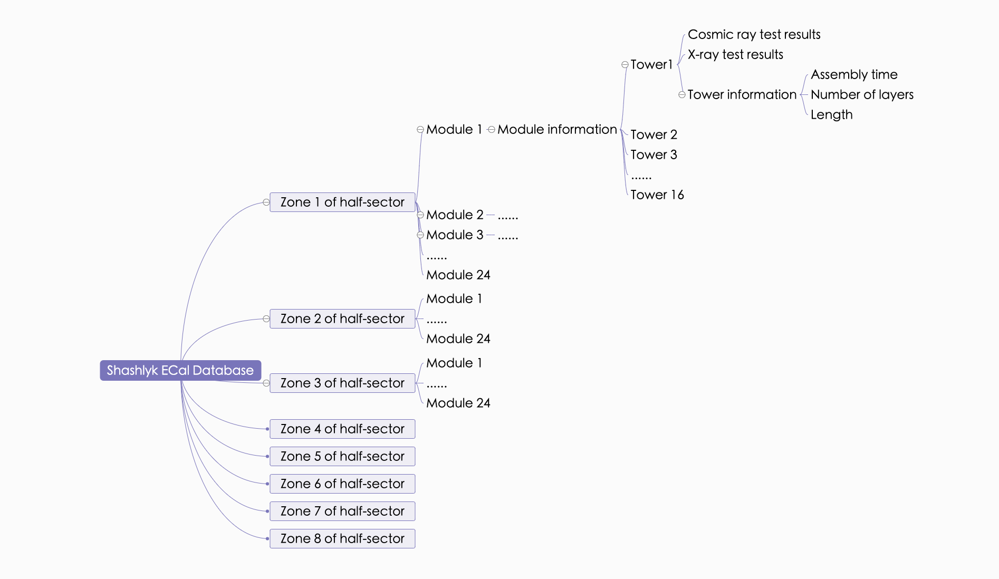 Cosmic ray test results
X-ray test results
Tower1
Assembly time
Tower information
Number of layers
Length
Module 1
Module information
Tower 2
Tower 3
......
Tower 16
Zone 1 of half-sector
Module 2
......
Module 3
......
......
Module 24
Module 1
Zone 2 of half-sector
......
Module 24
Shashlyk ECal Database
Module 1
Zone 3 of half-sector
......
Module 24
Zone 4 of half-sector
Zone 5 of half-sector
Zone 6 of half-sector
Zone 7 of half-sector
Zone 8 of half-sector